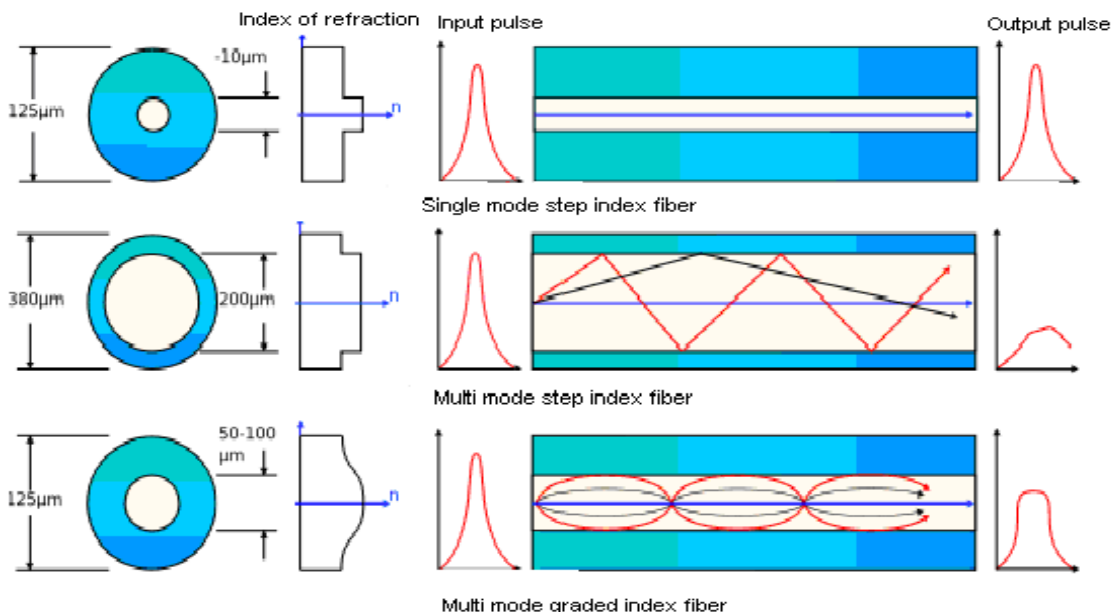 Index of refraction
Input pulse
Output pulse
-10µm
125µm
n
Single mode step index fiber
380µm
200µm
n
Multi mode step index fiber
50-100
µm
125µm
n
Multi mode graded index fiber